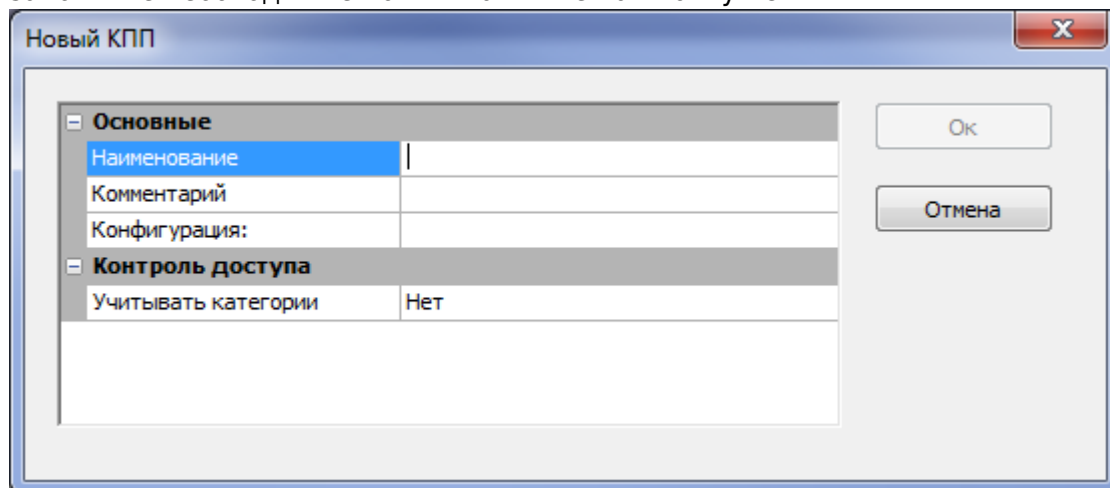 Новый КПП
Основные
Ок
Наименование
Комментарий
Отмена
Конфигурация:
Контроль доступа
Учитывать категории Нет